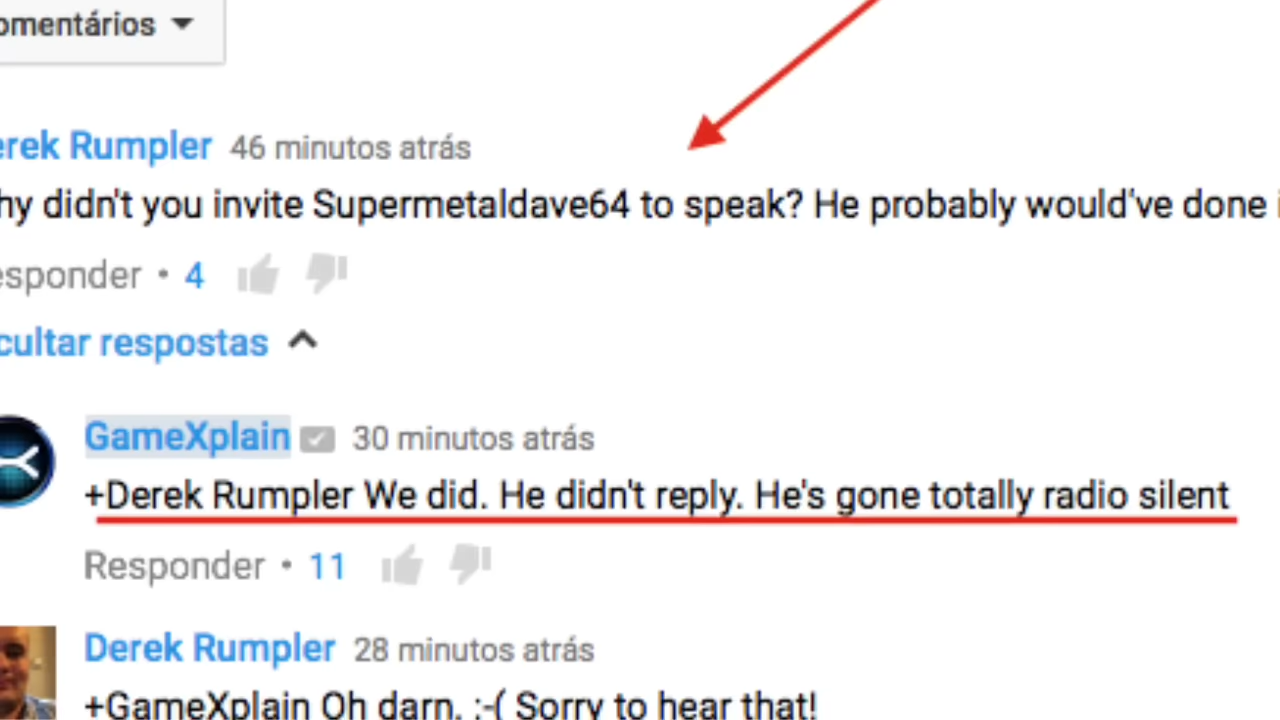 omentários
erek Rumpler 46 minutos atrás
hy didn't you invite Supermetaldave64 to speak? He probably would've done i
esponder • 4
cultar respostas
GameXplain 30 minutos atrás
+Derek Rumpler We did. He didn't reply. He's gone totally radio silent
Responder • 11
Derek Rumpler 28 minutos atrás
+GameXplain Oh darn. :-( Sorry to hear that!